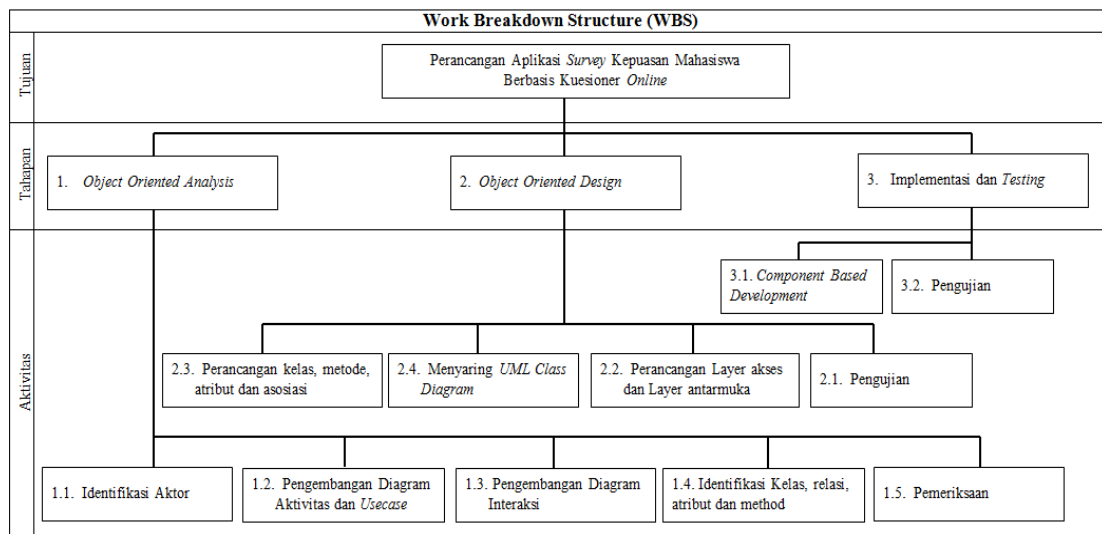 Work Breakdown Structure (WBS)
Tujuan
Perancangan Aplikasi Survey Kepuasan Mahasiswa
Berbasis Kuesioner Online
Tahapan
1. Object Oriented Analysis
2. Object Oriented Design
3. Implementasi dan Testing
Aktivitas
3.1. Component Based
Development
3.2. Pengujian
2.3. Perancangan kelas, metode,
atribut dan asosiasi
2.4. Menyaring UML Class
Diagram
2.2. Perancangan Layer akses
dan Layer antarmuka
2.1. Pengujian
1.1. Identifikasi Aktor
1.2. Pengembangan Diagram
Aktivitas dan Usecase
1.3. Pengembangan Diagram
Interaksi
1.4. Identifikasi Kelas, relasi,
atribut dan method
1.5. Pemeriksaan